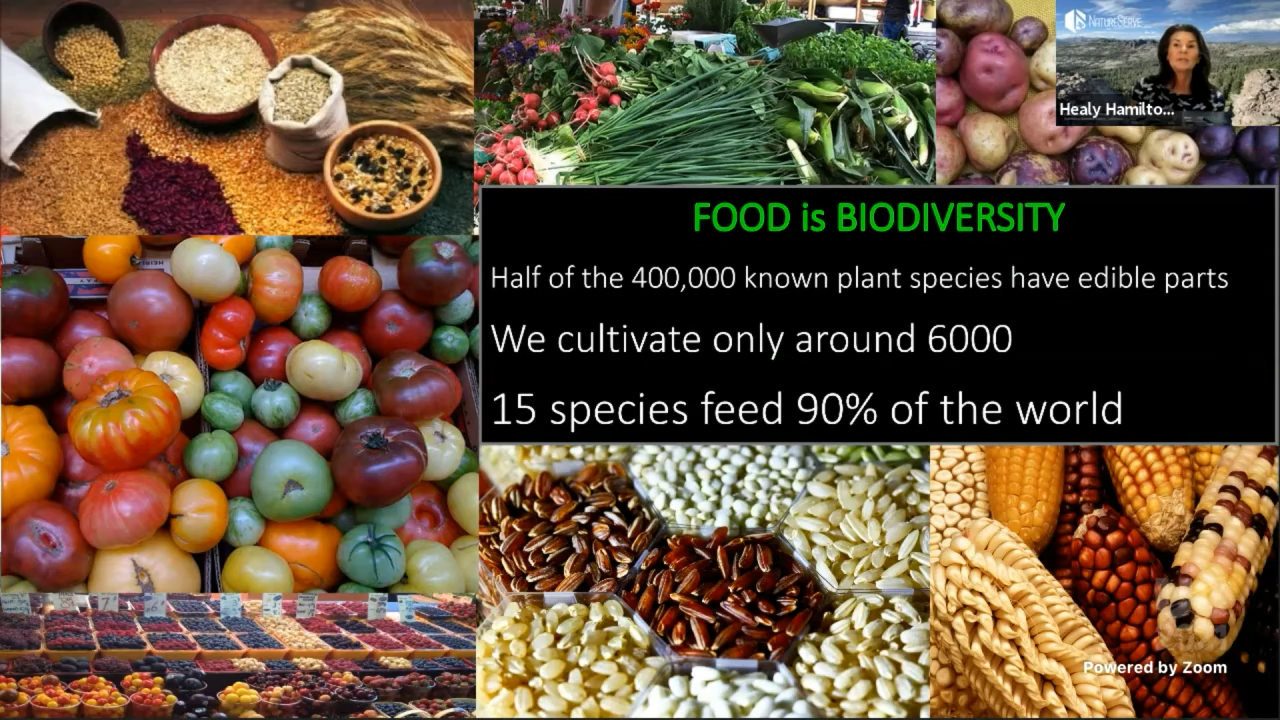 NATURESERVE
Healy Hamilto...
FOOD is BIODIVERSITY
Half of the 400,000 known plant species have edible parts
We cultivate only around 6000
15 species feed 90% of the world
Powered by Zoom